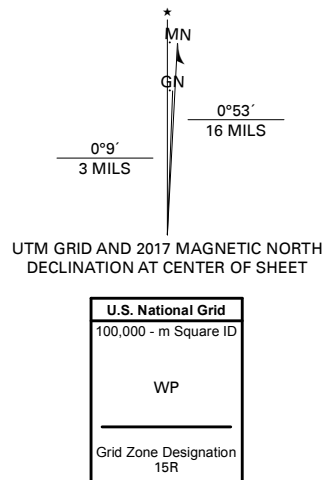 ★
MN
GN
0°53´
16 MILS
0°9´
3 MILS
UTM GRID AND 2017 MAGNETIC NORTH
DECLINATION AT CENTER OF SHEET
U.S. National Grid
100,000 - m Square ID
WP
Grid Zone Designation
15R